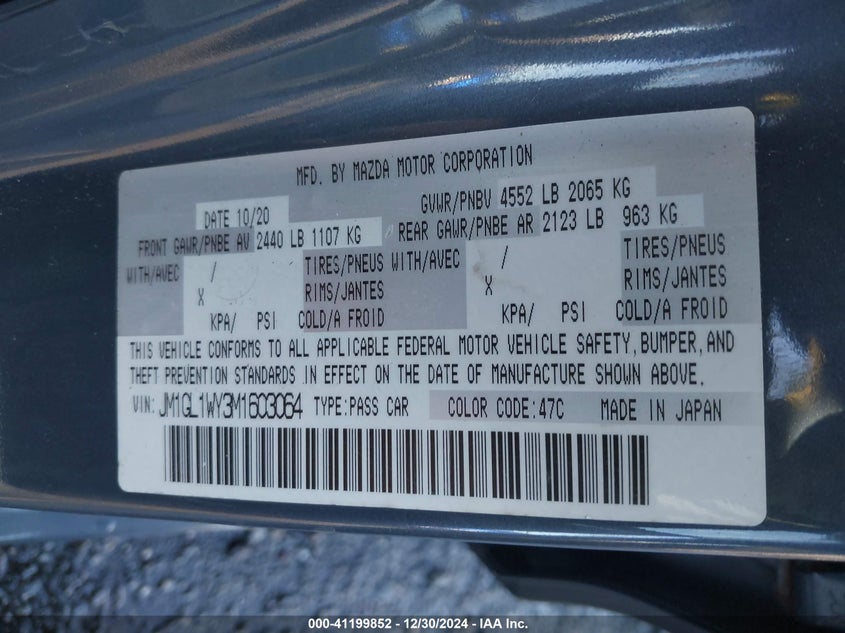 MFD. BY MAZDA MOTOR CORPORATION
DATE 10/20 GVWR/PNBV 4552 LB 2065 KG
FRONT GAWR/PNBE AV 2440 LB 1107 KG REAR GAWR/PNBE AR 2123 LB 963 KG
WITH/AVEC / TIRES/PNEUS WITH/AVEC / TIRES/PNEUS
X RIMS/JANTES X RIMS/JANTES
KPA/ PSI COLD/A FROID KPA/ PSI COLD/A FROID
THIS VEHICLE CONFORMS TO ALL APPLICABLE FEDERAL MOTOR VEHICLE SAFETY, BUMPER, AND
THEFT PREVENTION STANDARDS IN EFFECT ON THE DATE OF MANUFACTURE SHOWN ABOVE.
VIN: JM1GL1WY3M1603064 TYPE:PASS CAR COLOR CODE:47C MADE IN JAPAN
000-41199852 - 12/30/2024 - IAA Inc.